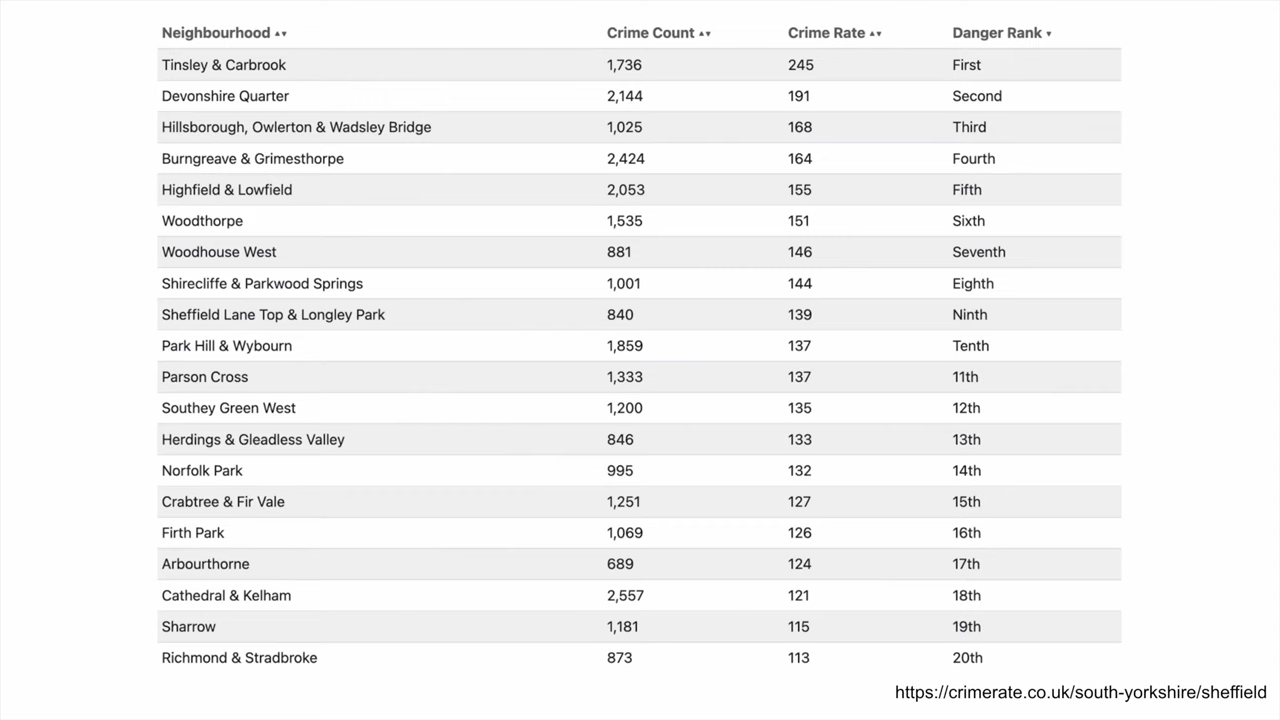 Neighbourhood ▲▼ Crime Count ▲▼ Crime Rate ▲▼ Danger Rank ▼
Tinsley & Carbrook 1,736 245 First
Devonshire Quarter 2,144 191 Second
Hillsborough, Owlerton & Wadsley Bridge 1,025 168 Third
Burngreave & Grimesthorpe 2,424 164 Fourth
Highfield & Lowfield 2,053 155 Fifth
Woodthorpe 1,535 151 Sixth
Woodhouse West 881 146 Seventh
Shirecliffe & Parkwood Springs 1,001 144 Eighth
Sheffield Lane Top & Longley Park 840 139 Ninth
Park Hill & Wybourn 1,859 137 Tenth
Parson Cross 1,333 137 11th
Southey Green West 1,200 135 12th
Herdings & Gleadless Valley 846 133 13th
Norfolk Park 995 132 14th
Crabtree & Fir Vale 1,251 127 15th
Firth Park 1,069 126 16th
Arbourthorne 689 124 17th
Cathedral & Kelham 2,557 121 18th
Sharrow 1,181 115 19th
Richmond & Stradbroke 873 113 20th
https://crimerate.co.uk/south-yorkshire/sheffield